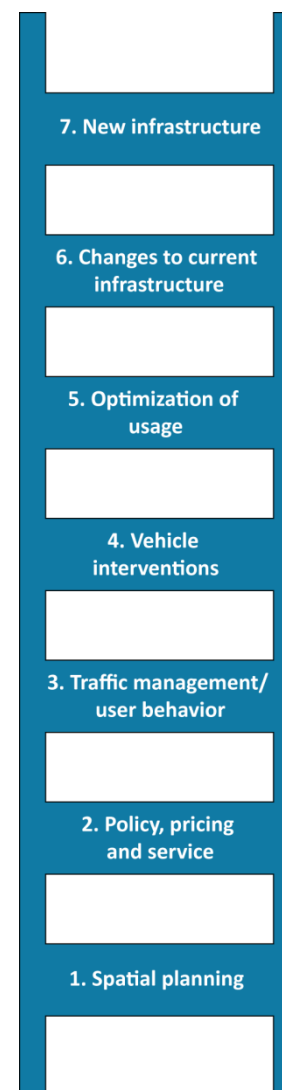 7. New infrastructure
6. Changes to current
infrastructure
5. Optimization of
usage
4. Vehicle
interventions
3. Traffic management/
user behavior
2. Policy, pricing
and service
1. Spatial planning